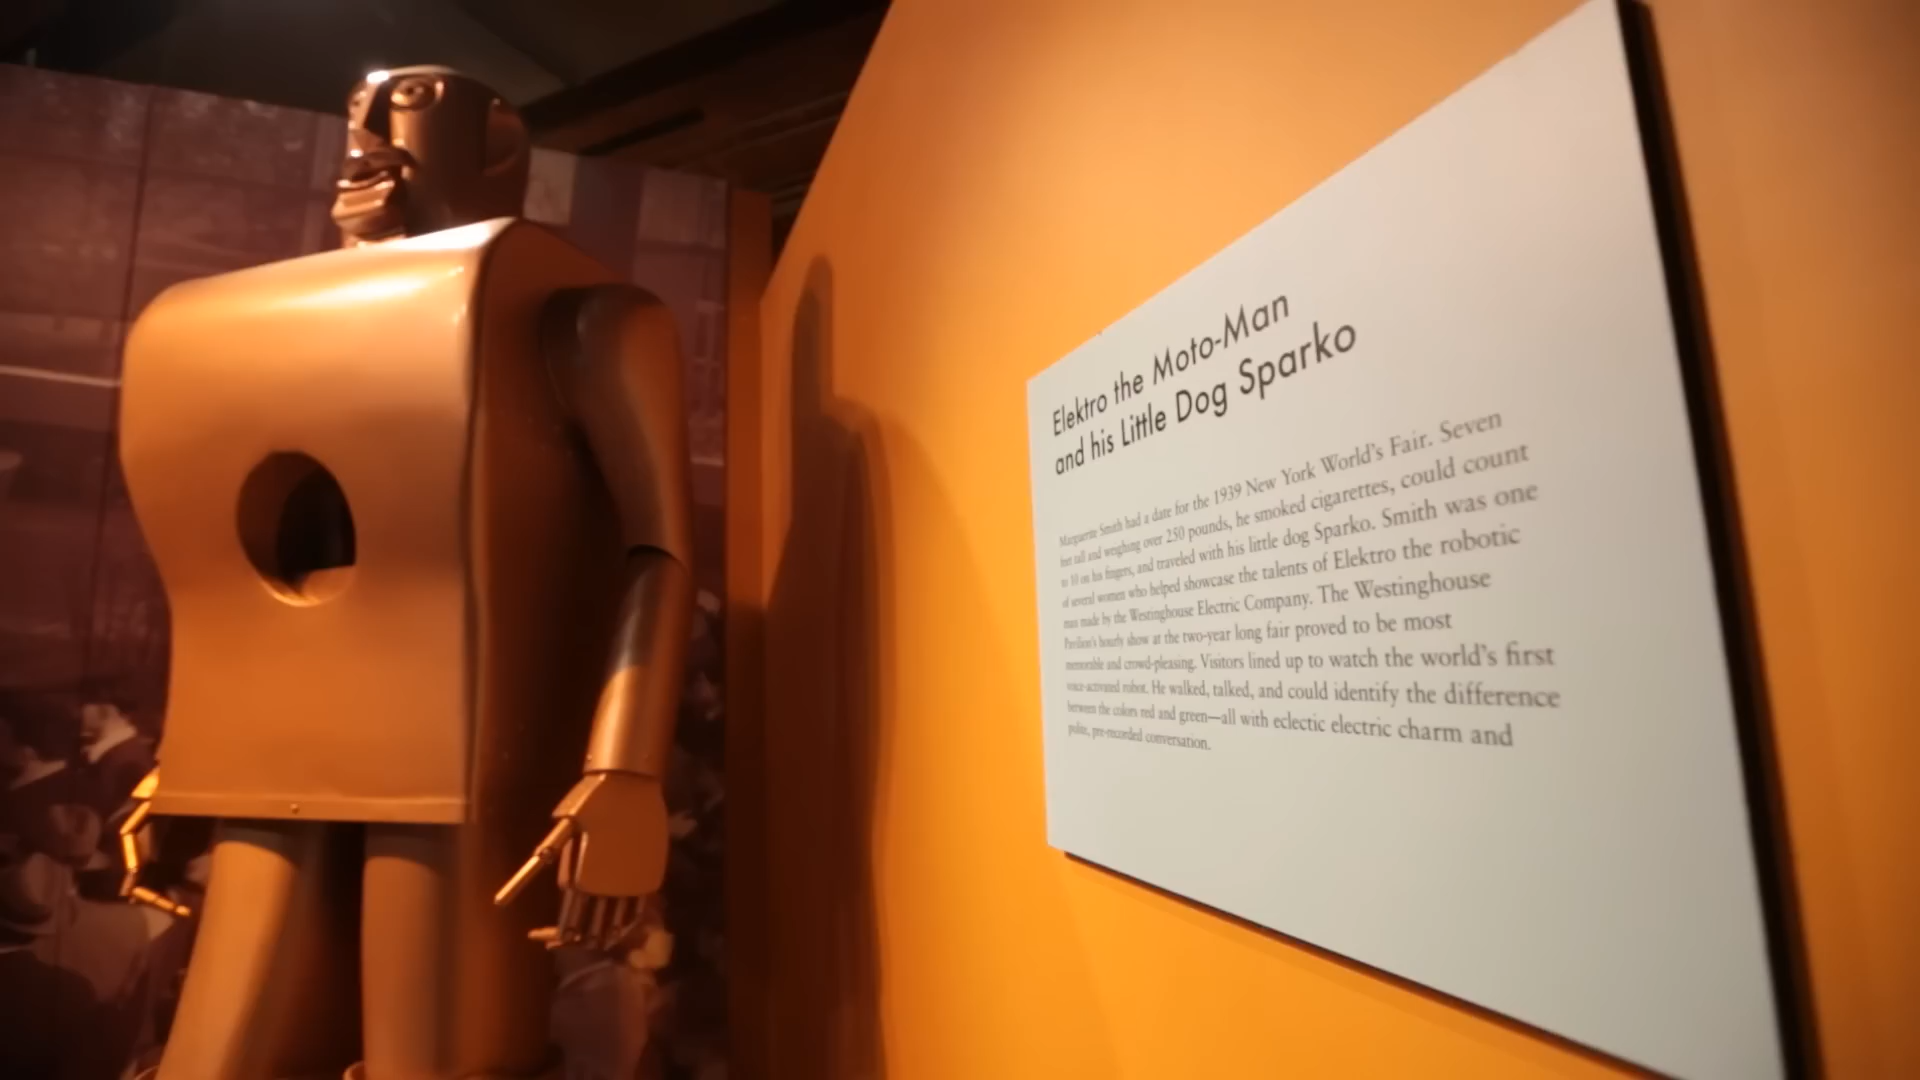 Elektro the Moto-Man
and his Little Dog Sparko
Marguerite Smith had a date for the 1939 New York World's Fair. Seven
feet tall and weighing over 250 pounds, he smoked cigarettes, could count
to 10 on his fingers, and traveled with his little dog Sparko. Smith was one
of several women who helped showcase the talents of Elektro the robotic
man made by the Westinghouse Electric Company. The Westinghouse
Pavilion's hourly show at the two-year long fair proved to be most
memorable and crowd-pleasing. Visitors lined up to watch the world's first
voice-activated robot. He walked, talked, and could identify the difference
between the colors red and green—all with eclectic electric charm and
polite, pre-recorded conversation.